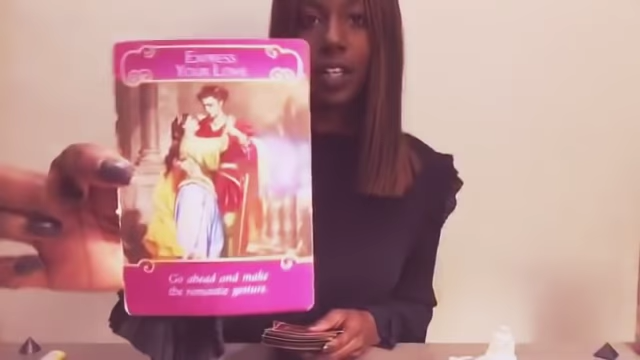 EXPRESS
YOUR LOVE
Go ahead and make
the romantic gesture.